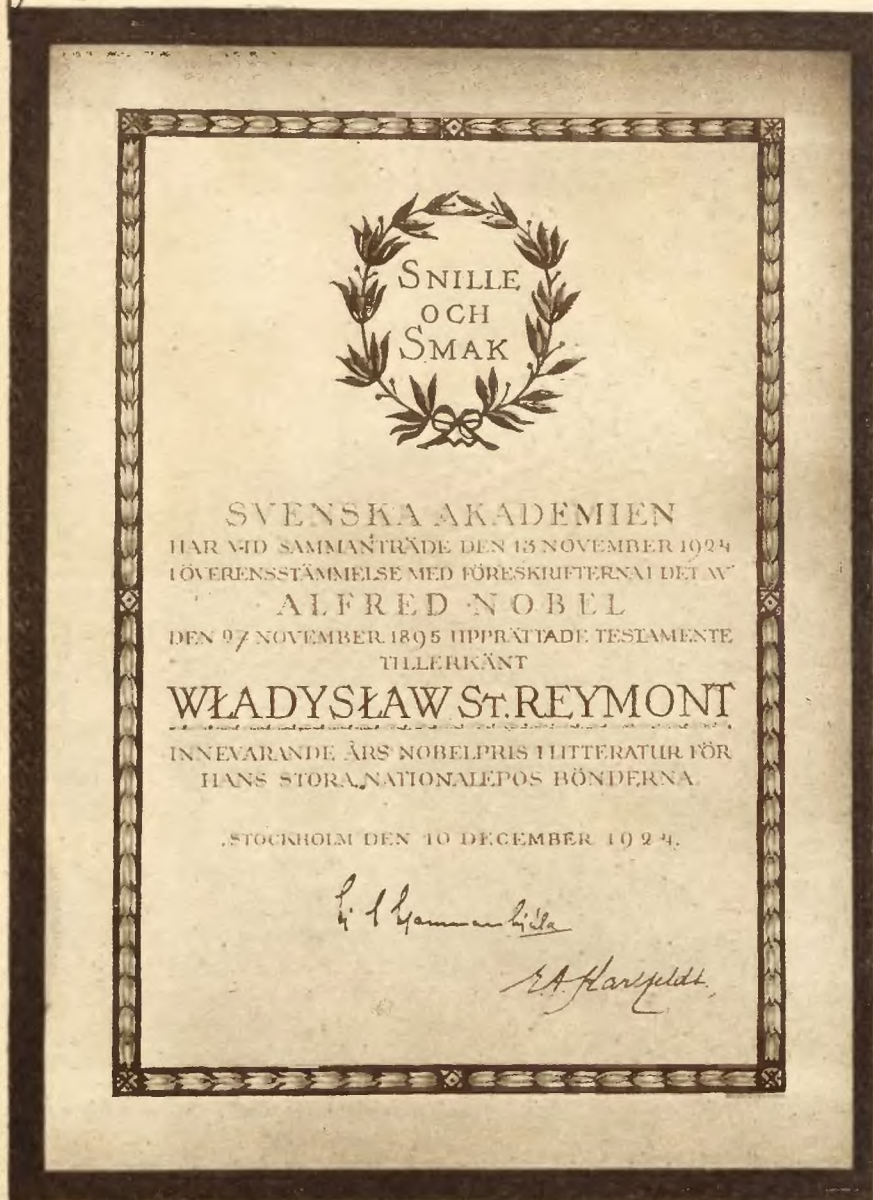 SNILLE
OCH
SMAK
SVENSKA AKADEMIEN
HAR VID SAMMANTRÄDE DEN 13 NOVEMBER 1924
I ÖVERENSSTÄMMELSE MED FÖRESKRIFTERNA I DET AV
ALFRED NOBEL
DEN 27 NOVEMBER 1895 UPPRÄTTADE TESTAMENTE
TILLERKÄNT
WŁADYSŁAW ST. REYMONT
INNEVARANDE ÅRS NOBELPRIS I LITTERATUR FÖR
HANS STORA NATIONALEPOS BÖNDERNA
STOCKHOLM DEN 10 DECEMBER 1924.
E.A. Karlfeldt.